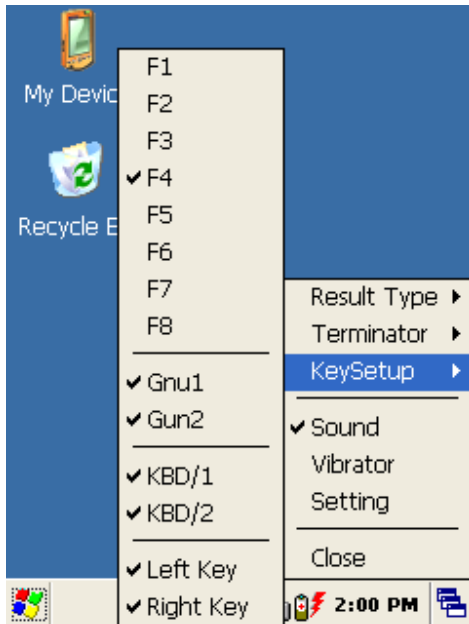 My Devic
Recycle B
F1
F2
F3
F4
F5
F6
F7
F8
Gnu1
Gun2
KBD/1
KBD/2
Left Key
Right Key
Result Type
Terminator
KeySetup
Sound
Vibrator
Setting
Close
2:00 PM